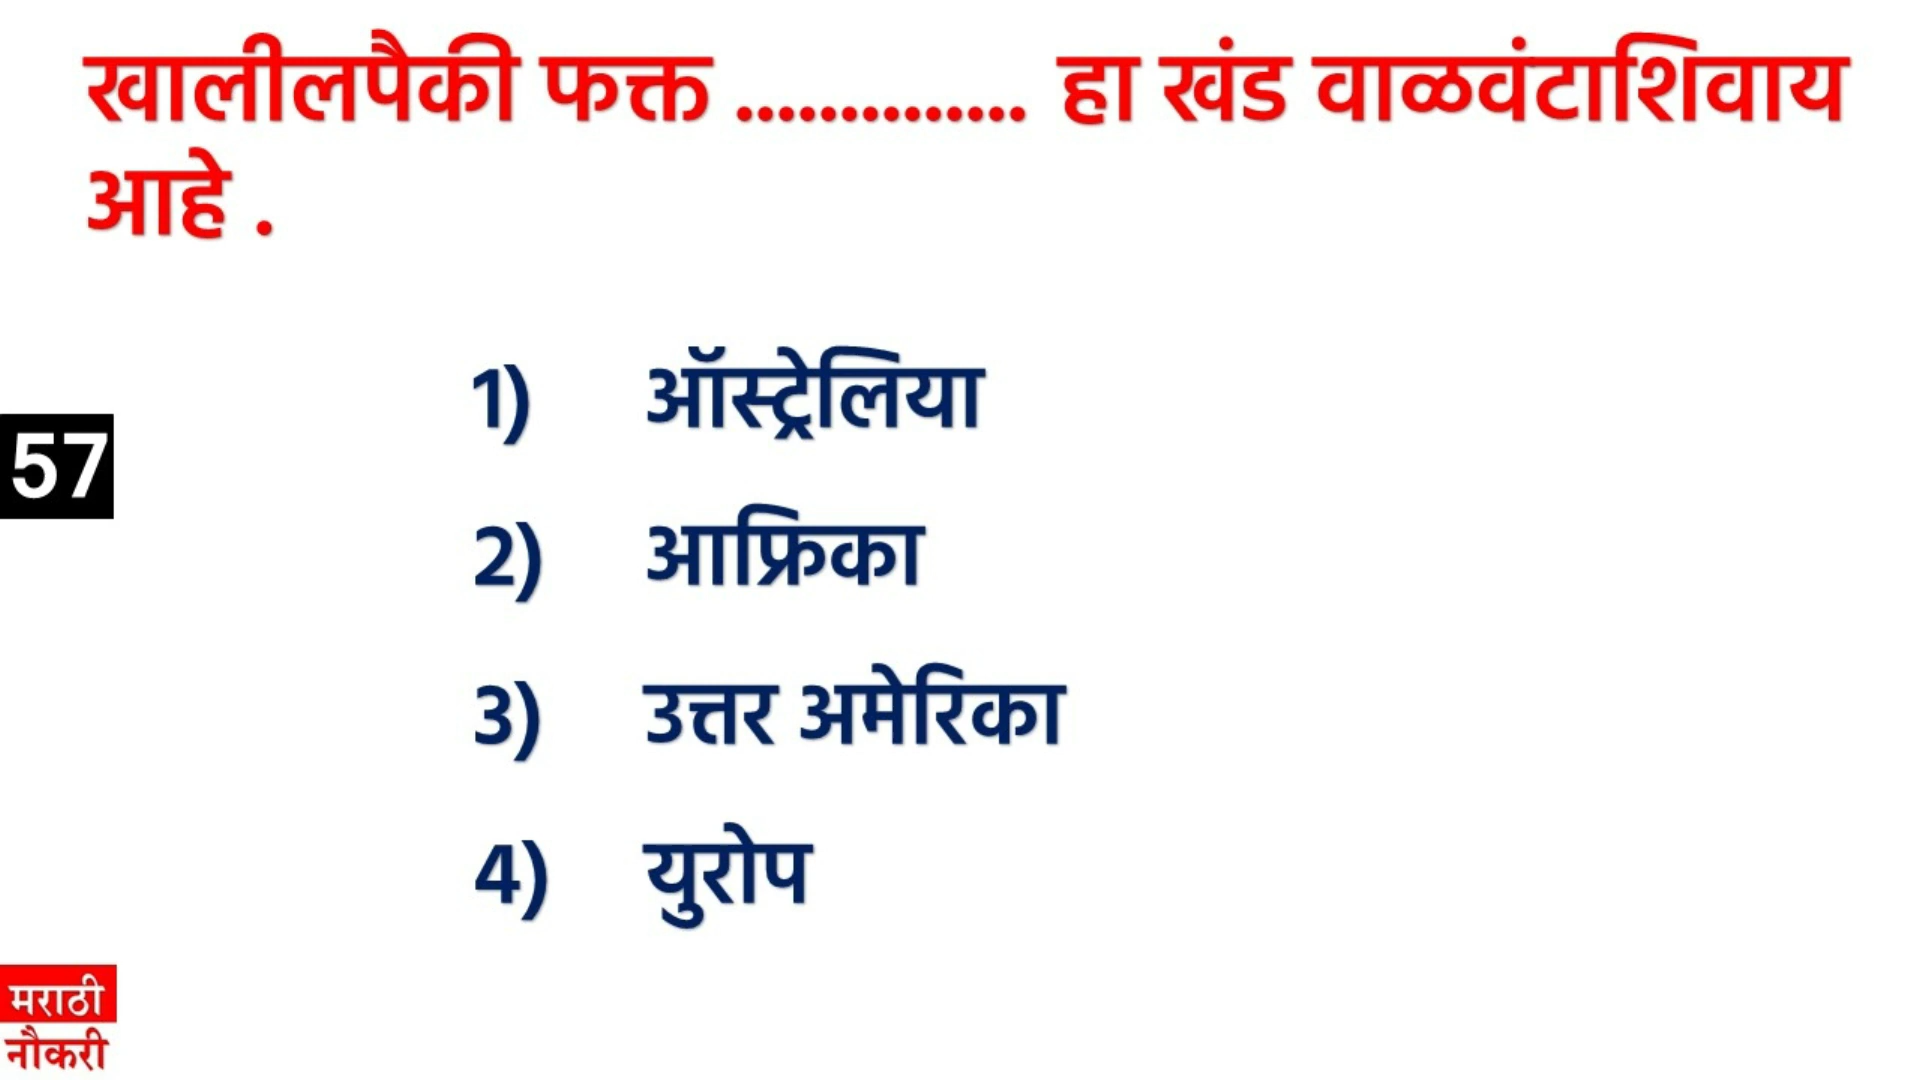 खालीलपैकी फक्त .............. हा खंड वाळवंटाशिवाय
आहे .
1) ऑस्ट्रेलिया
57
2) आफ्रिका
3) उत्तर अमेरिका
4) युरोप
मराठी
नौकरी